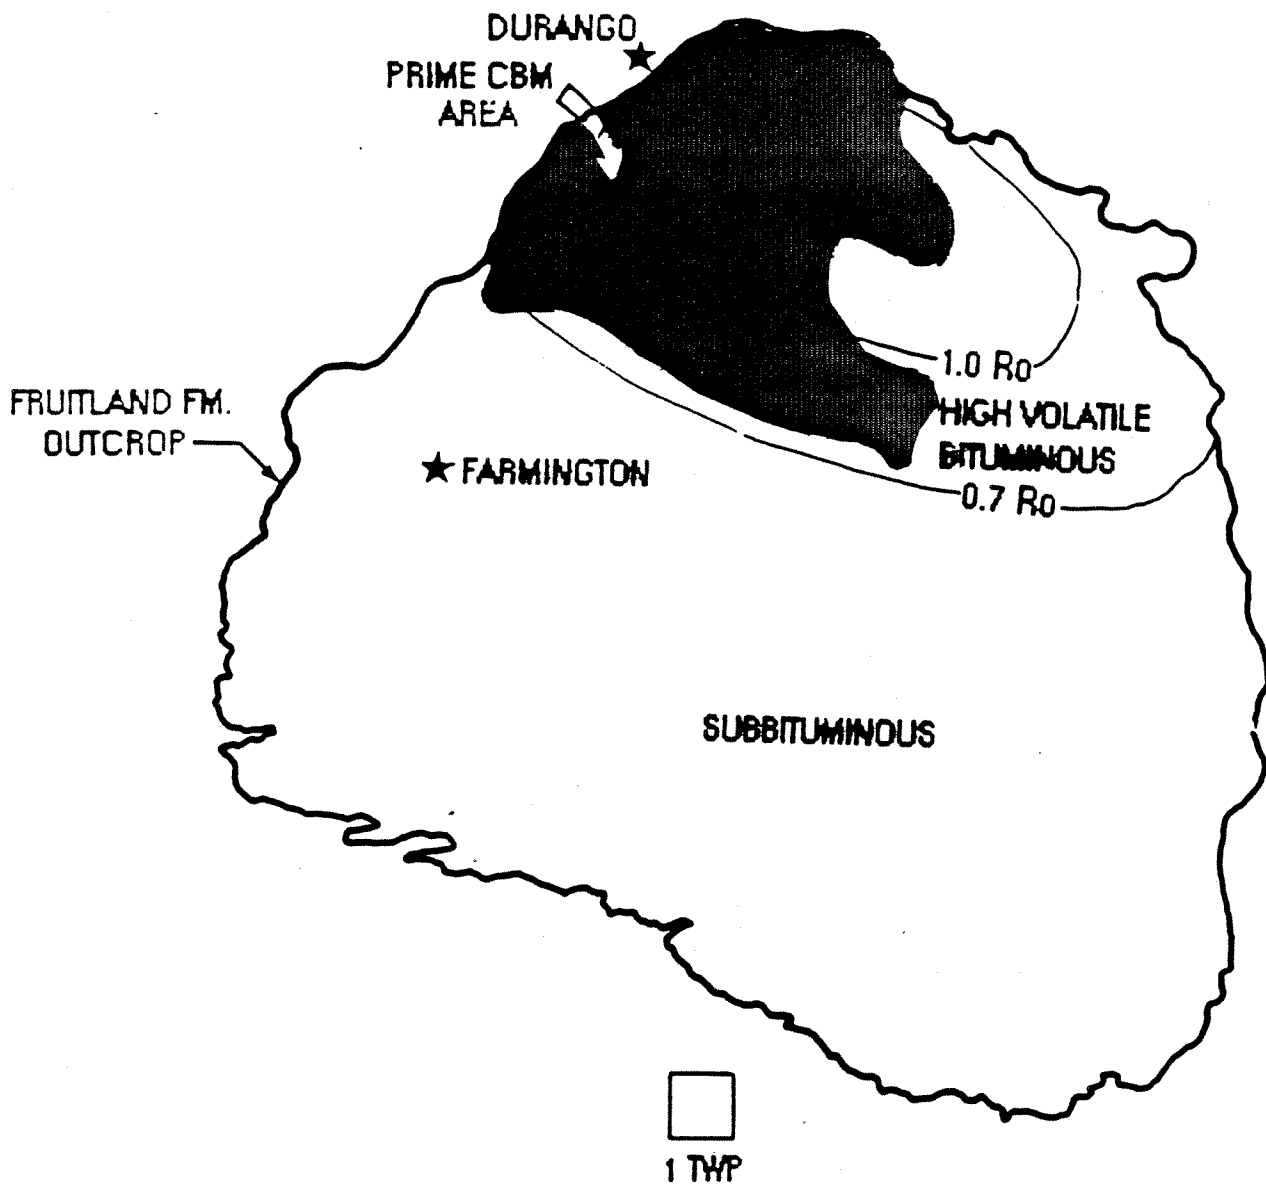 DURANGO
PRIME CBM
AREA
1.0 Ro
FRUITLAND FM.
OUTCROP
HIGH VOLATILE
BITUMINOUS
FARMINGTON
0.7 Ro
SUBBITUMINOUS
1 TWP